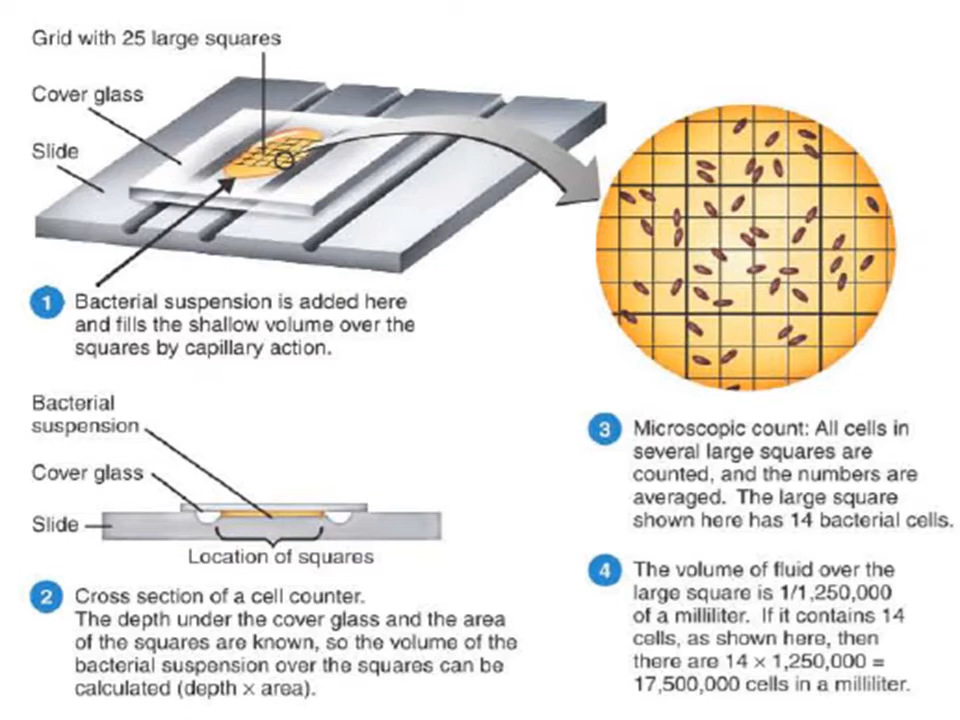 Grid with 25 large squares
Cover glass
Slide
1 Bacterial suspension is added here
and fills the shallow volume over the
squares by capillary action.
Bacterial
suspension
Cover glass
Slide
Location of squares
2 Cross section of a cell counter.
The depth under the cover glass and the area
of the squares are known, so the volume of the
bacterial suspension over the squares can be
calculated (depth x area).
3 Microscopic count: All cells in
several large squares are
counted, and the numbers are
averaged. The large square
shown here has 14 bacterial cells.
4 The volume of fluid over the
large square is 1/1,250,000
of a milliliter. If it contains 14
cells, as shown here, then
there are 14 x 1,250,000 =
17,500,000 cells in a milliliter.